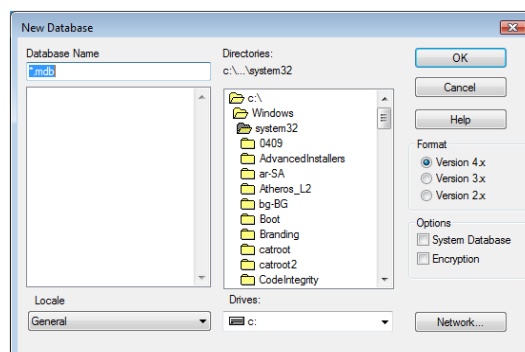 New Database
Database Name
*.mdb
Directories:
c:\...\system32
c:\
Windows
system32
0409
AdvancedInstallers
ar-SA
Atheros_L2
bg-BG
Boot
Branding
catroot
catroot2
CodeIntegrity
Locale
General
Drives:
c:
OK
Cancel
Help
Format
Version 4.x
Version 3.x
Version 2.x
Options
System Database
Encryption
Network...